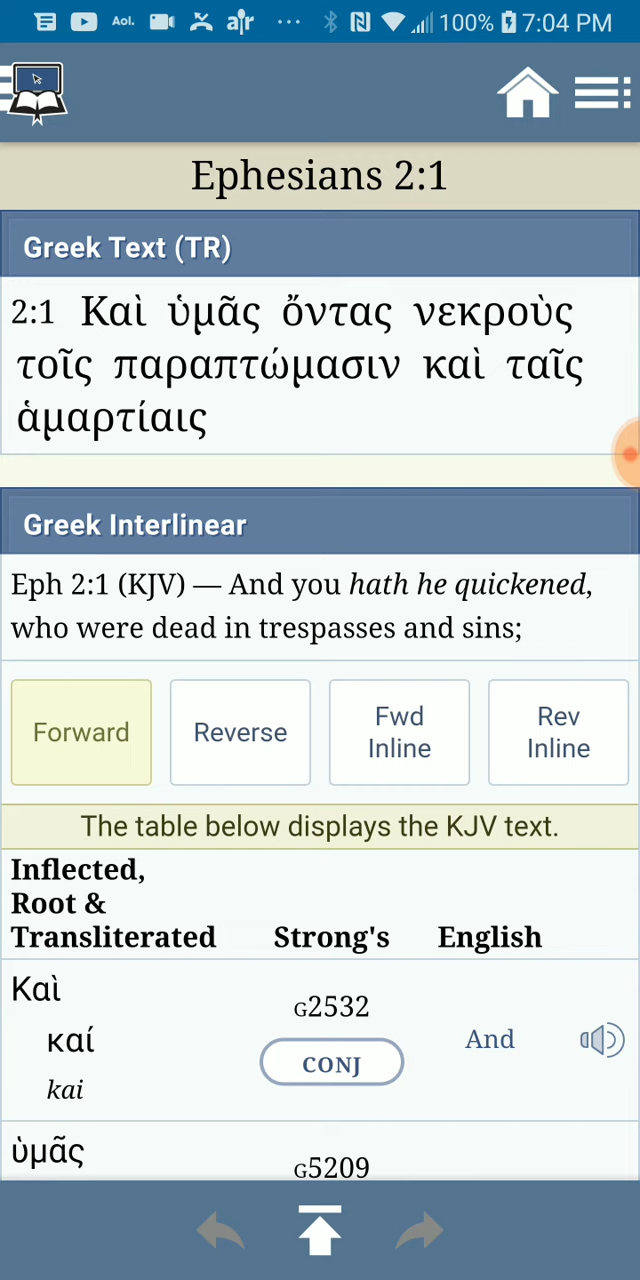 Aol. a|r ... 100% 7:04 PM
Ephesians 2:1
Greek Text (TR)
2:1 Καὶ ὑμᾶς ὄντας νεκροὺς
τοῖς παραπτώμασιν καὶ ταῖς
ἁμαρτίαις
Greek Interlinear
Eph 2:1 (KJV) — And you hath he quickened,
who were dead in trespasses and sins;
Forward
Reverse
Fwd
Inline
Rev
Inline
The table below displays the KJV text.
Inflected,
Root &
Transliterated Strong's English
Καὶ
G2532
καί
And
CONJ
kai
ὑμᾶς
G5209